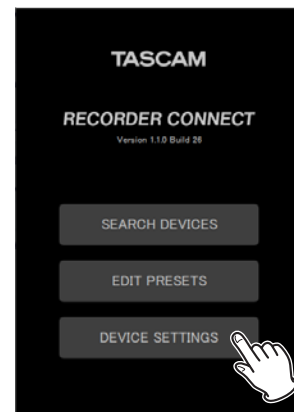 TASCAM
RECORDER CONNECT
Version 1.1.0 Build 26
SEARCH DEVICES
EDIT PRESETS
DEVICE SETTINGS